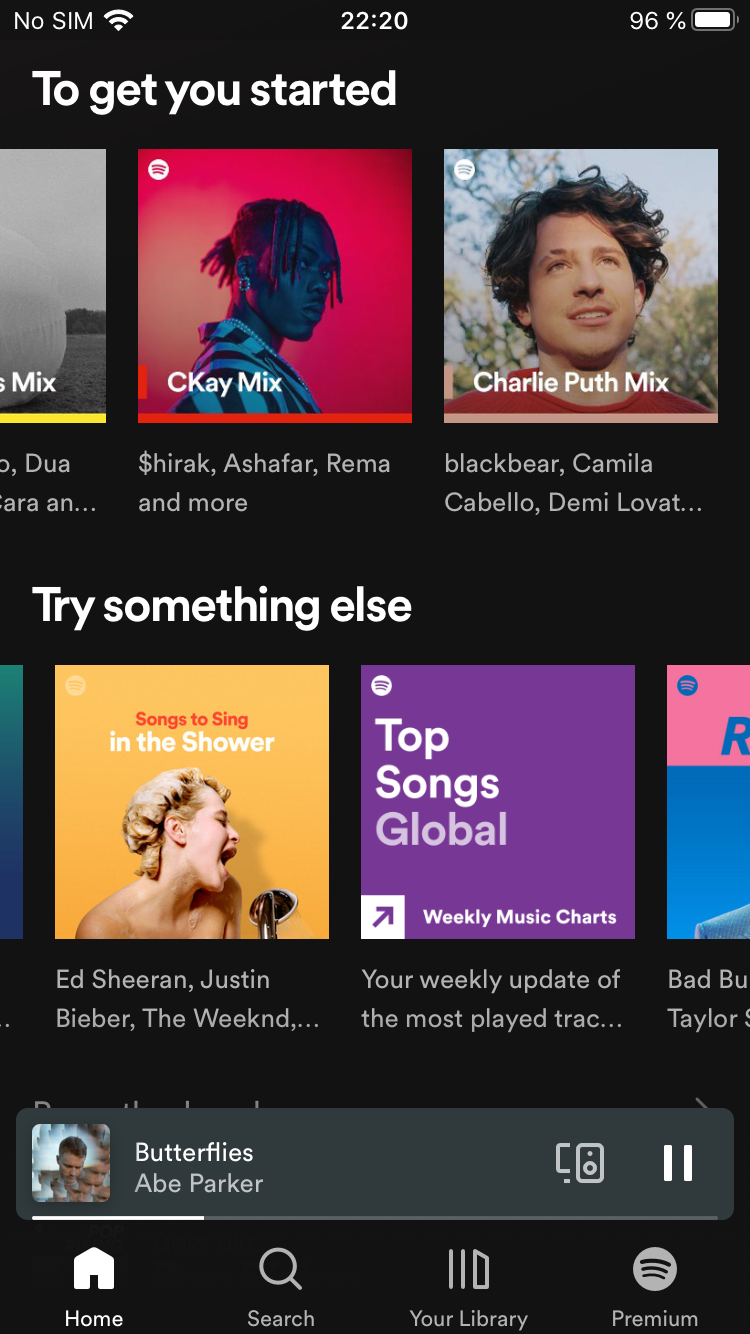 No SIM 22:20 96 %
To get you started
s Mix
CKay Mix
Charlie Puth Mix
o, Dua
Cara an...
$hirak, Ashafar, Rema
and more
blackbear, Camila
Cabello, Demi Lovat...
Try something else
Songs to Sing
in the Shower
Top
Songs
Global
Weekly Music Charts
R
Ed Sheeran, Justin
Bieber, The Weeknd,...
Your weekly update of
the most played trac...
Bad Bu
Taylor S
Butterflies
Abe Parker
Home
Search
Your Library
Premium